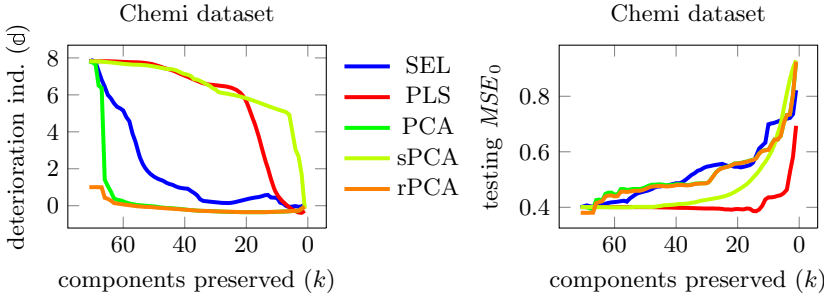 Chemi dataset
deterioration ind. (𝕕)
8
6
4
2
0
60
40
20
0
components preserved (k)
SEL
PLS
PCA
sPCA
rPCA
Chemi dataset
testing MSE₀
0.8
0.6
0.4
60
40
20
0
components preserved (k)